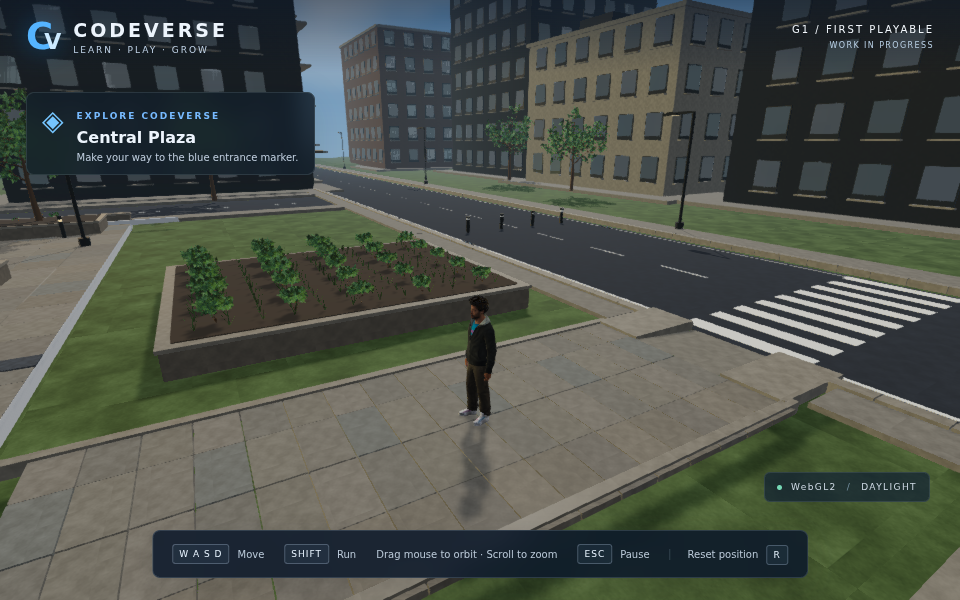 CV CODEVERSE
LEARN · PLAY · GROW
G1 / FIRST PLAYABLE
WORK IN PROGRESS
EXPLORE CODEVERSE
Central Plaza
Make your way to the blue entrance marker.
WebGL2 / DAYLIGHT
W A S D Move SHIFT Run Drag mouse to orbit · Scroll to zoom ESC Pause | Reset position R